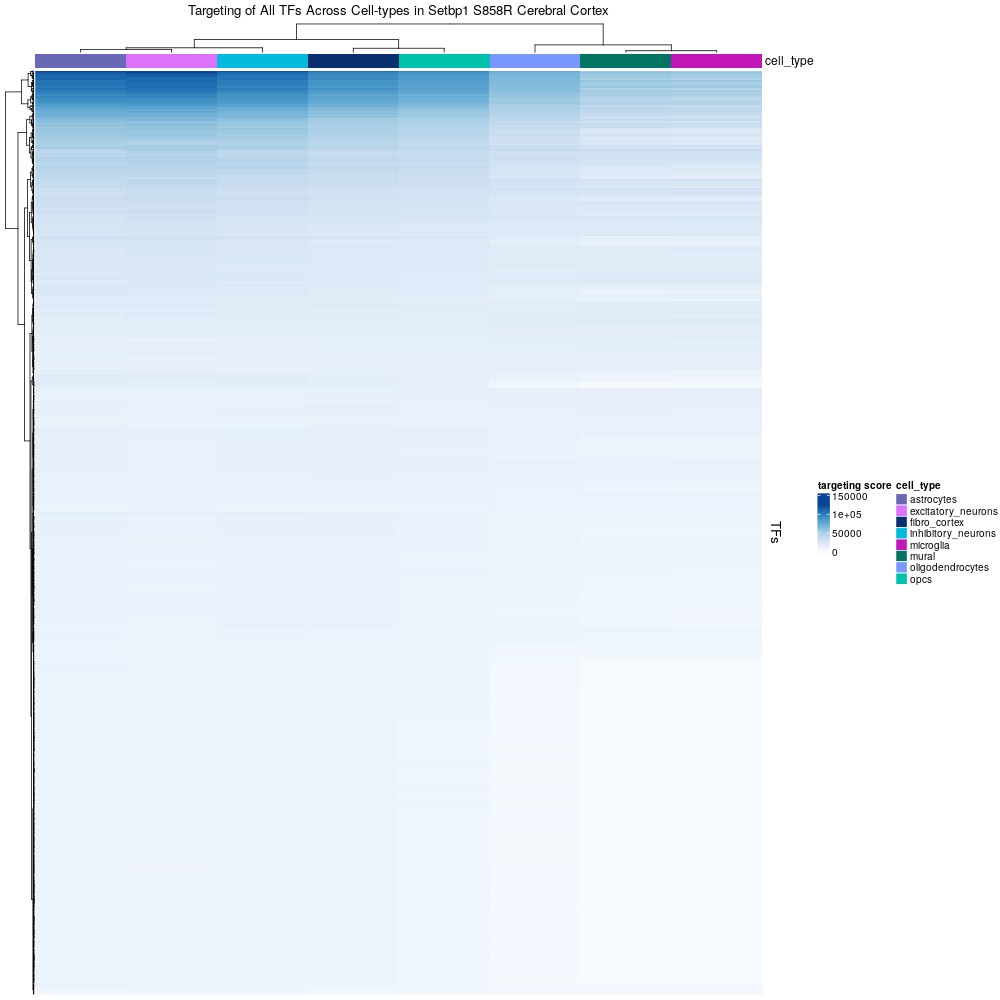 Targeting of All TFs Across Cell-types in Setbp1 S858R Cerebral Cortex
cell_type
TFs
targeting score
150000
1e+05
50000
0
cell_type
astrocytes
excitatory_neurons
fibro_cortex
inhibitory_neurons
microglia
mural
oligodendrocytes
opcs